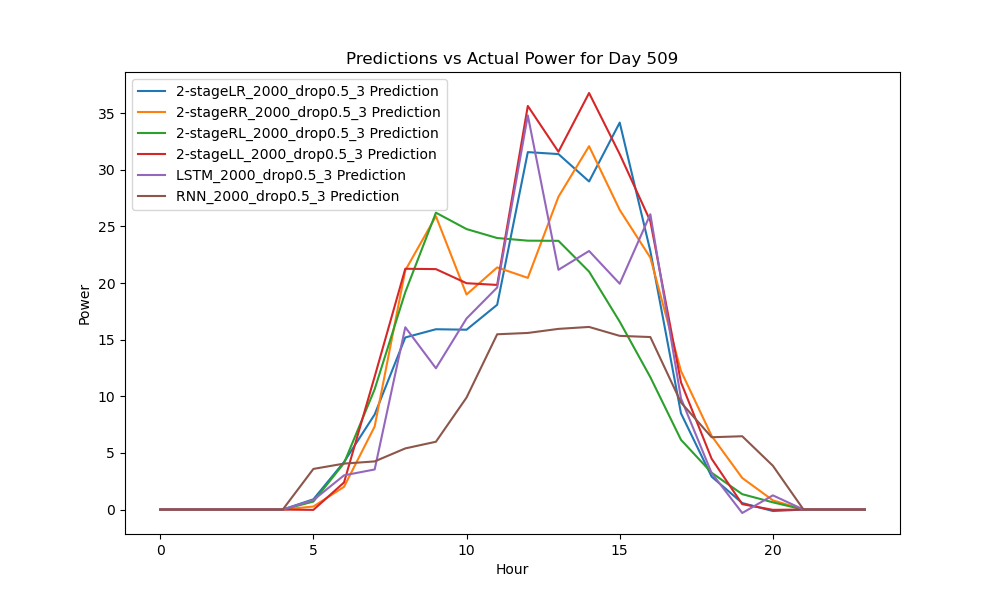 Predictions vs Actual Power for Day 509
2-stageLR_2000_drop0.5_3 Prediction
2-stageRR_2000_drop0.5_3 Prediction
2-stageRL_2000_drop0.5_3 Prediction
2-stageLL_2000_drop0.5_3 Prediction
LSTM_2000_drop0.5_3 Prediction
RNN_2000_drop0.5_3 Prediction
Power
35
30
25
20
15
10
5
0
0 5 10 15 20
Hour